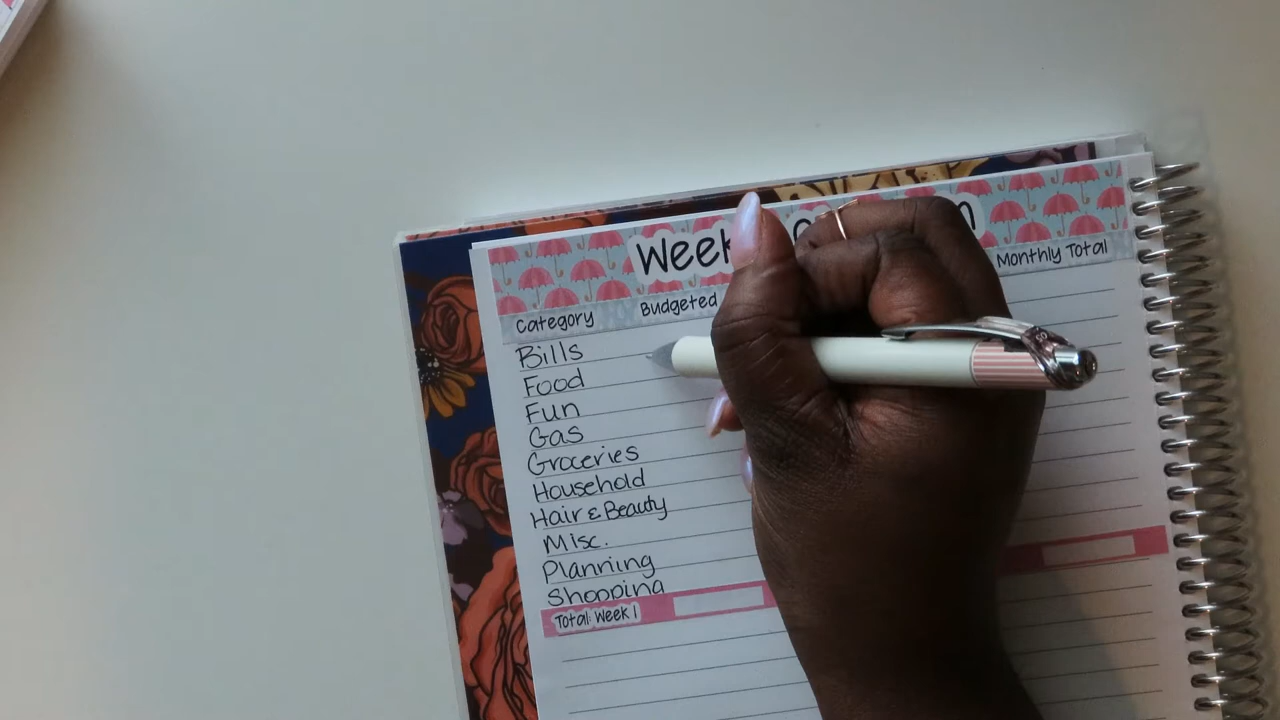 Week
Category Budgeted Monthly Total
Bills
Food
Fun
Gas
Groceries
Household
Hair & Beauty
Misc.
Planning
Shopping
Total: Week 1